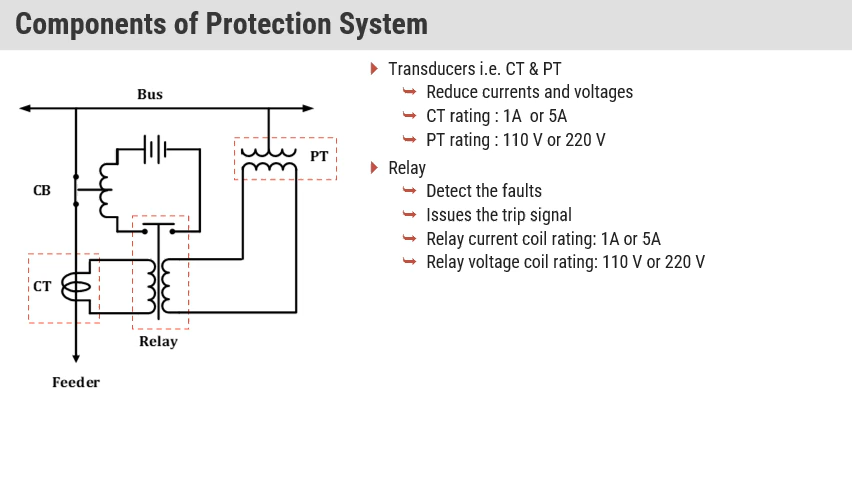 Components of Protection System
Transducers i.e. CT & PT
Reduce currents and voltages
CT rating : 1A or 5A
PT rating : 110 V or 220 V
Relay
Detect the faults
Issues the trip signal
Relay current coil rating: 1A or 5A
Relay voltage coil rating: 110 V or 220 V
Bus
PT
CB
CT
Relay
Feeder